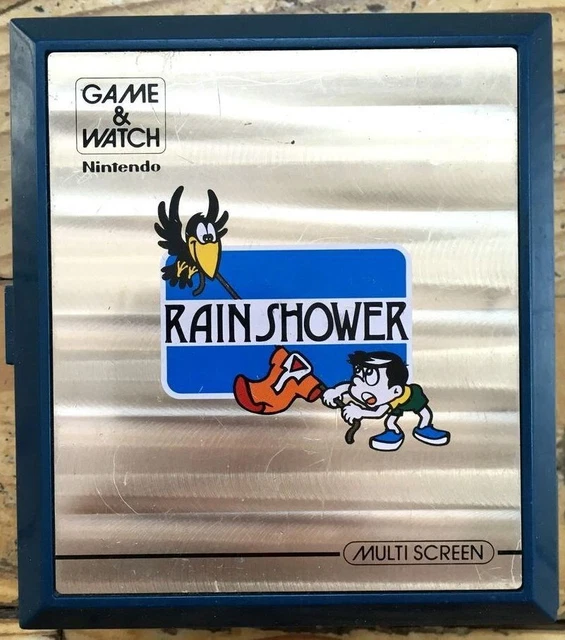 GAME
&
WATCH
Nintendo
RAIN SHOWER
MULTI SCREEN